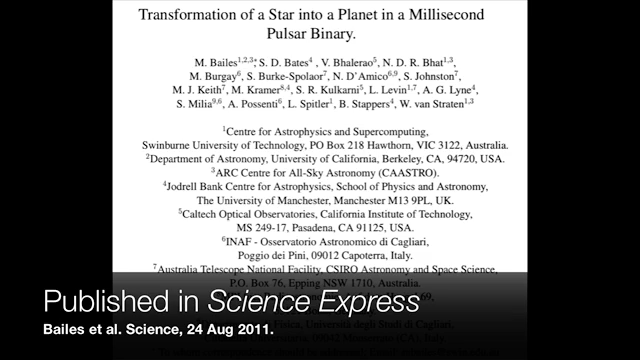 Transformation of a Star into a Planet in a Millisecond
Pulsar Binary.
M. Bailes1,2,3*, S. D. Bates4, V. Bhalerao5, N. D. R. Bhat1,3,
M. Burgay6, S. Burke-Spolaor7, N. D'Amico6,9, S. Johnston7,
M. J. Keith7, M. Kramer8,4, S. R. Kulkarni5, L. Levin1,7, A. G. Lyne4,
S. Milia9,6, A. Possenti6, L. Spitler1, B. Stappers4, W. van Straten1,3
1Centre for Astrophysics and Supercomputing,
Swinburne University of Technology, PO Box 218 Hawthorn, VIC 3122, Australia.
2Department of Astronomy, University of California, Berkeley, CA, 94720, USA.
3ARC Centre for All-Sky Astronomy (CAASTRO).
4Jodrell Bank Centre for Astrophysics, School of Physics and Astronomy,
The University of Manchester, Manchester M13 9PL, UK.
5Caltech Optical Observatories, California Institute of Technology,
MS 249-17, Pasadena, CA 91125, USA.
6INAF - Osservatorio Astronomico di Cagliari,
Poggio dei Pini, 09012 Capoterra, Italy.
7Australia Telescope National Facility, CSIRO Astronomy and Space Science,
P.O. Box 76, Epping NSW 1710, Australia.
Published in Science Express
Bailes et al. Science, 24 Aug 2011.